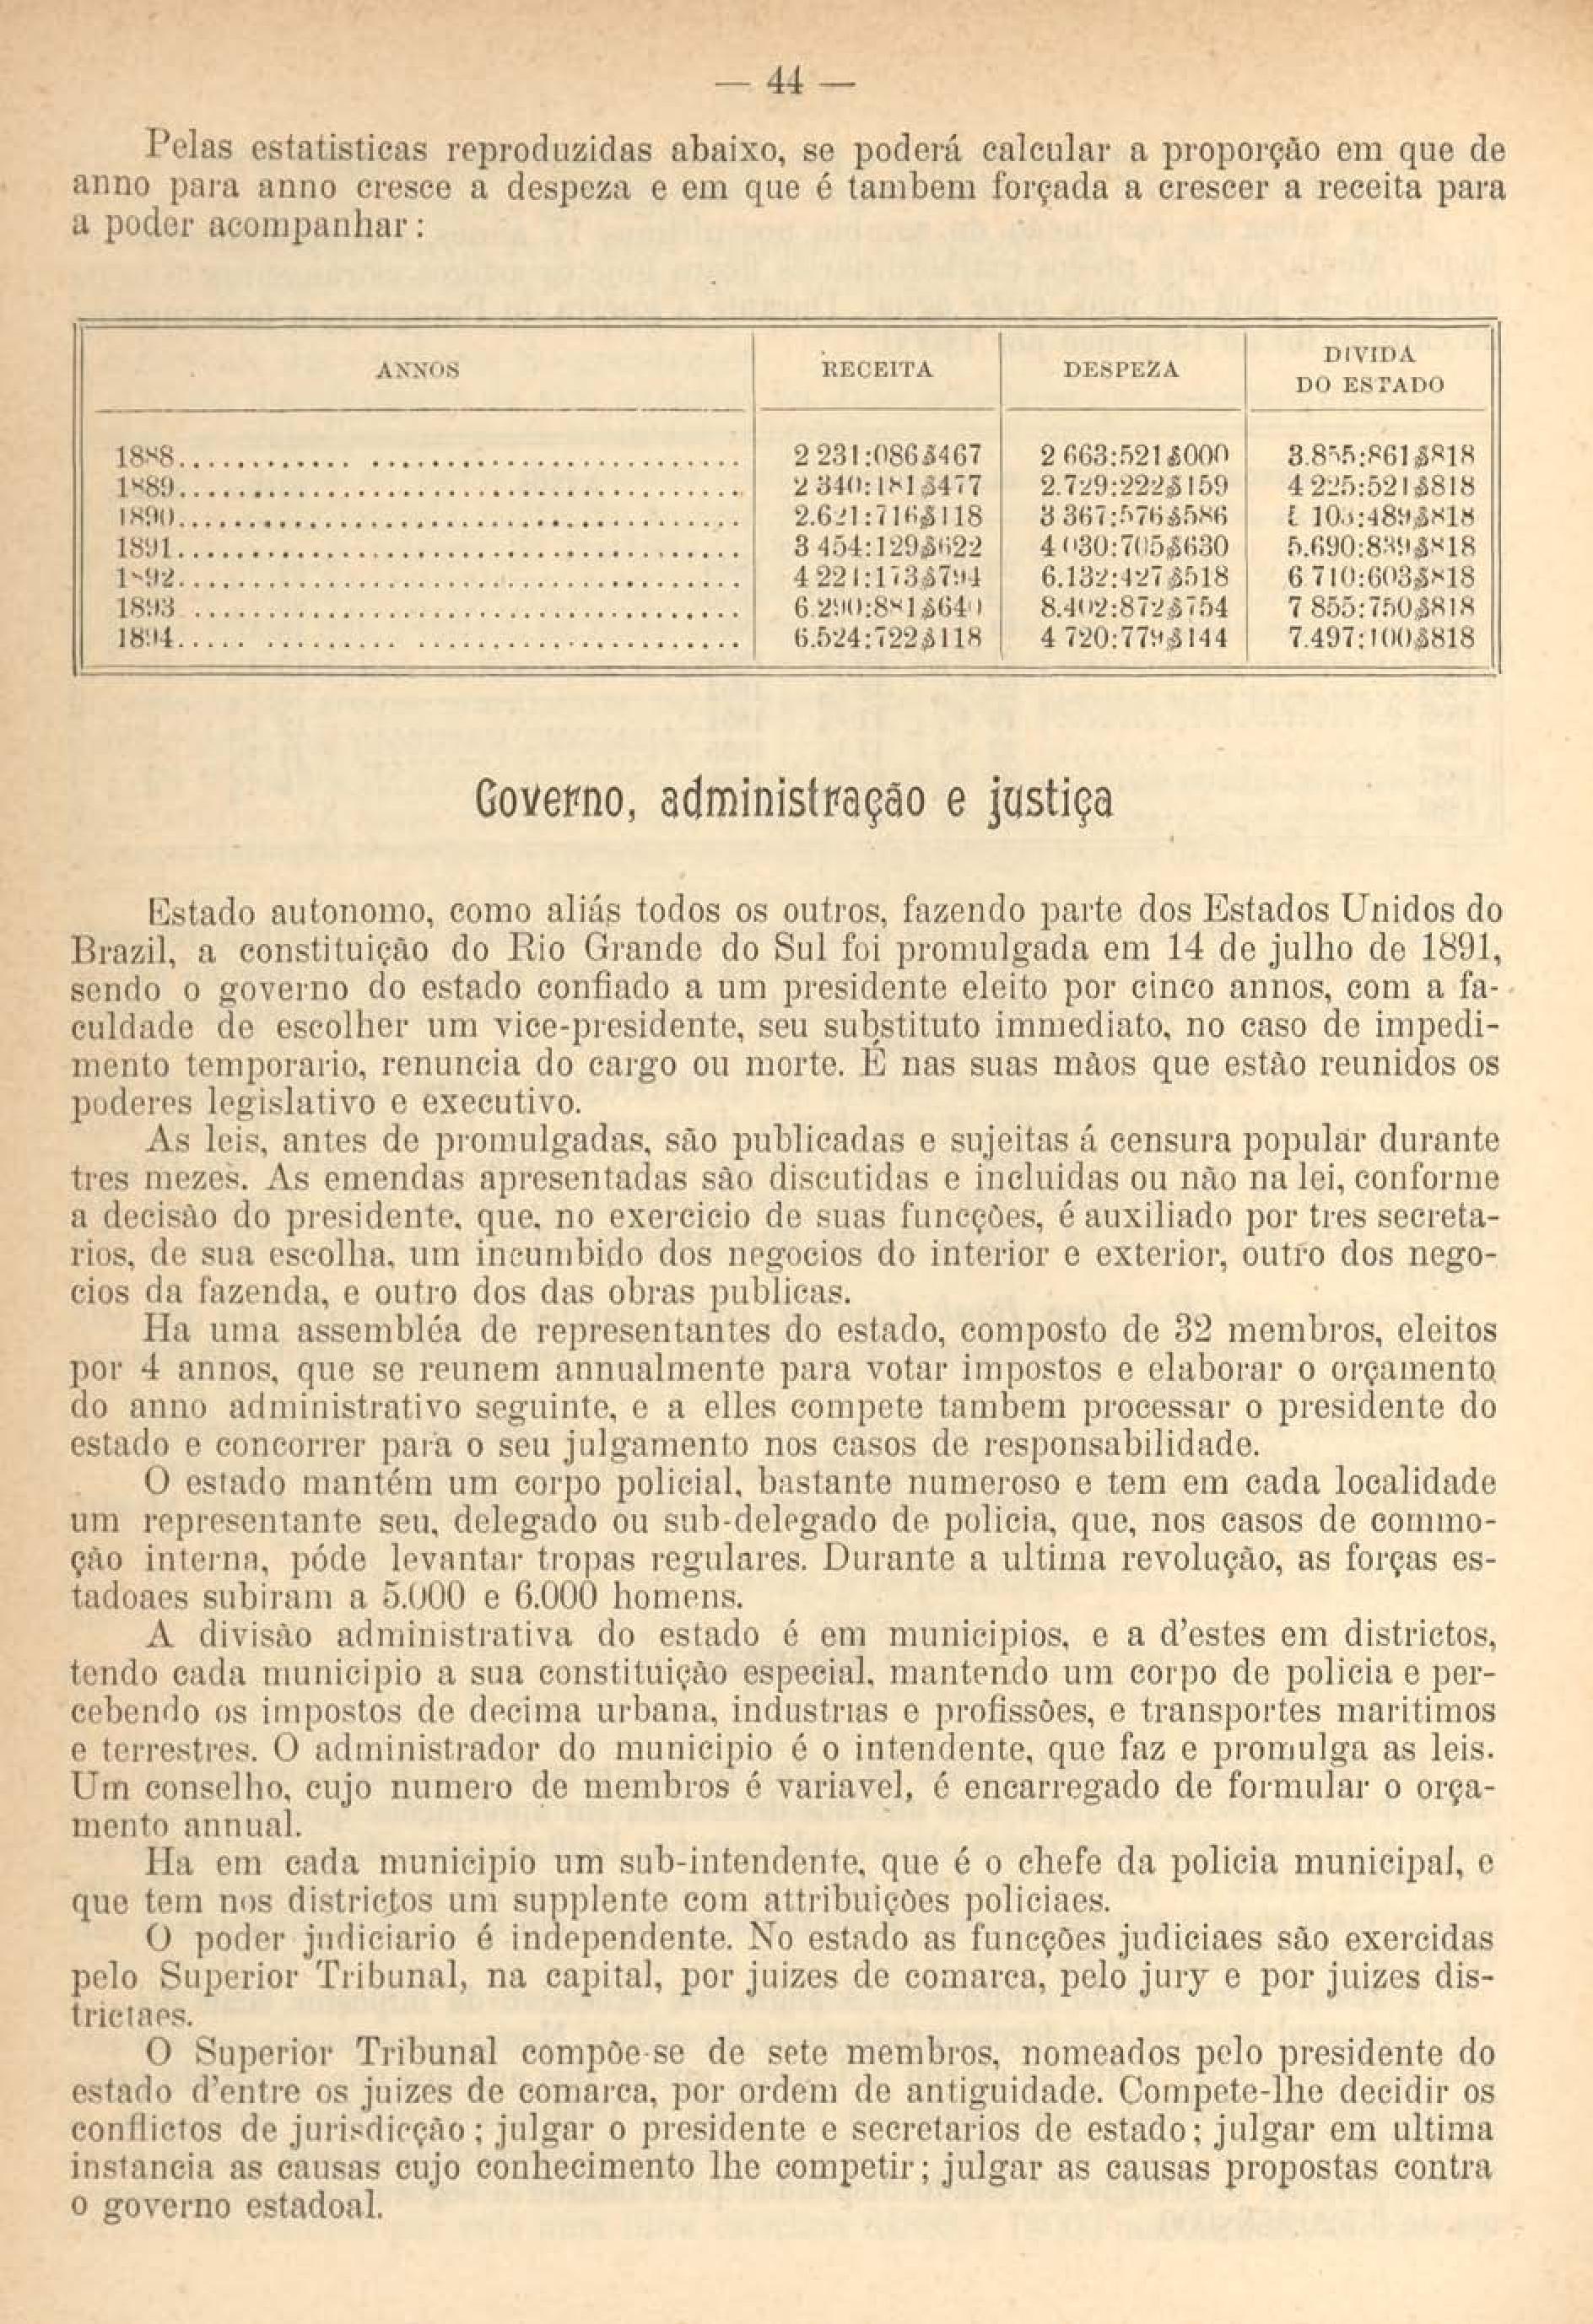 — 44 —
Pelas estatisticas reproduzidas abaixo, se poderá calcular a proporção em que de
anno para anno cresce a despeza e em que é tambem forçada a crescer a receita para
a poder acompanhar:
ANNOS RECEITA DESPEZA DIVIDA DO ESTADO
1888 2 231:086$467 2 663:521$000 3.855:861$818
1889 2 340:181$477 2.729:222$159 4 225:521$818
1890 2.621:716$118 3 367:576$586
1891 3 454:129$622 4 030:705$630 5.690:839$818
1892 4 221:173$794 6.132:427$518 6 710:603$818
1893 6.290:881$640 8.402:872$754 7 855:750$818
1894 6.524:722$118 4 720:779$144 7.497:100$818
Governo, administração e justiça
Estado autonomo, como aliás todos os outros, fazendo parte dos Estados Unidos do
Brazil, a constituição do Rio Grande do Sul foi promulgada em 14 de julho de 1891,
sendo o governo do estado confiado a um presidente eleito por cinco annos, com a fa-
culdade de escolher um vice-presidente, seu substituto immediato, no caso de impedi-
mento temporario, renuncia do cargo ou morte. É nas suas mãos que estão reunidos os
poderes legislativo e executivo.
As leis, antes de promulgadas, são publicadas e sujeitas á censura popular durante
tres mezes. As emendas apresentadas são discutidas e incluidas ou não na lei, conforme
a decisão do presidente, que, no exercicio de suas funcções, é auxiliado por tres secreta-
rios, de sua escolha, um incumbido dos negocios do interior e exterior, outro dos nego-
cios da fazenda, e outro dos das obras publicas.
Ha uma assembléa de representantes do estado, composto de 32 membros, eleitos
por 4 annos, que se reunem annualmente para votar impostos e elaborar o orçamento
do anno administrativo seguinte, e a elles compete tambem processar o presidente do
estado e concorrer para o seu julgamento nos casos de responsabilidade.
O estado mantém um corpo policial, bastante numeroso e tem em cada localidade
um representante seu, delegado ou sub-delegado de policia, que, nos casos de commo-
ção interna, póde levantar tropas regulares. Durante a ultima revolução, as forças es-
tadoaes subiram a 5.000 e 6.000 homens.
A divisão administrativa do estado é em municipios, e a d'estes em districtos,
tendo cada municipio a sua constituição especial, mantendo um corpo de policia e per-
cebendo os impostos de decima urbana, industrias e profissões, e transportes maritimos
e terrestres. O administrador do municipio é o intendente, que faz e promulga as leis.
Um conselho, cujo numero de membros é variavel, é encarregado de formular o orça-
mento annual.
Ha em cada municipio um sub-intendente, que é o chefe da policia municipal, e
que tem nos districtos um supplente com attribuições policiaes.
O poder judiciario é independente. No estado as funcções judiciaes são exercidas
pelo Superior Tribunal, na capital, por juizes de comarca, pelo jury e por juizes dis-
trictaes.
O Superior Tribunal compõe-se de sete membros, nomeados pelo presidente do
estado d'entre os juizes de comarca, por ordem de antiguidade. Compete-lhe decidir os
conflictos de jurisdicção; julgar o presidente e secretarios de estado; julgar em ultima
instancia as causas cujo conhecimento lhe competir; julgar as causas propostas contra
o governo estadoal.